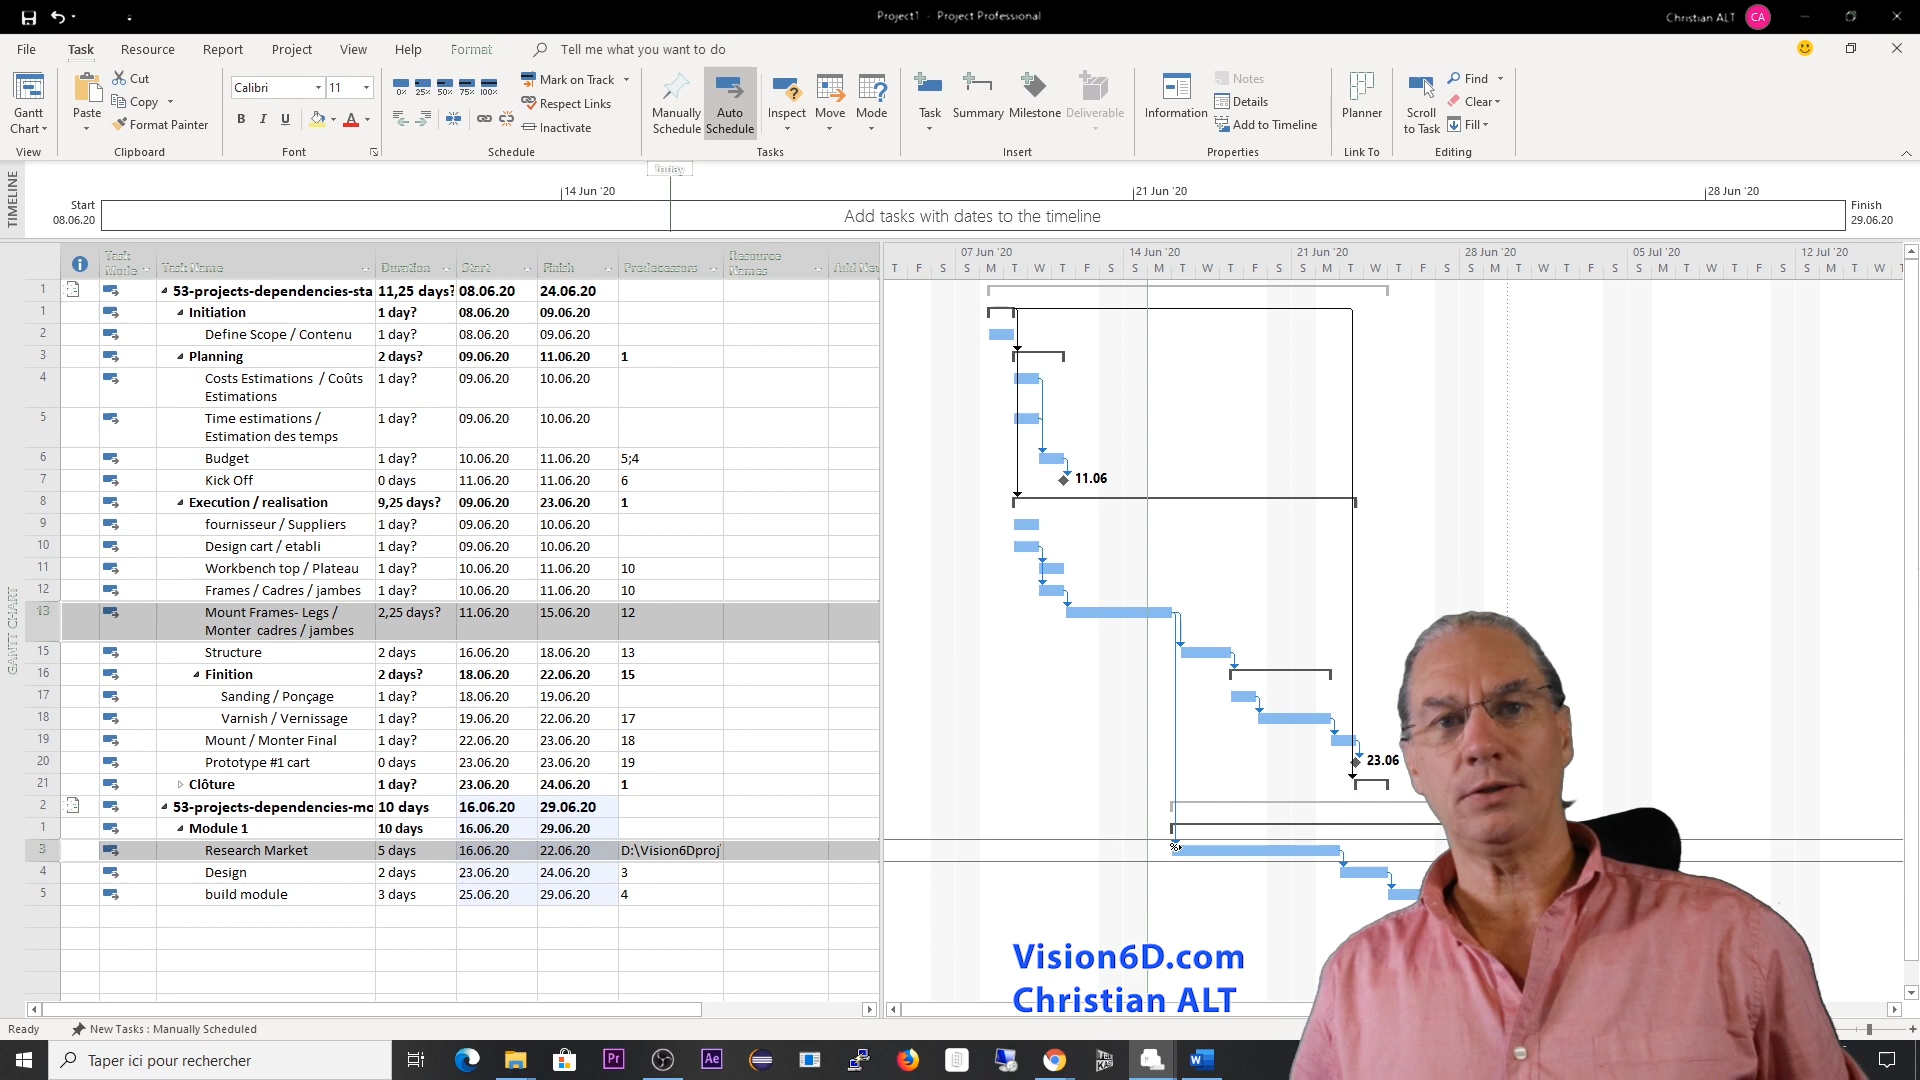 Project1 - Project Professional
Christian ALT CA
File Task Resource Report Project View Help Format Tell me what you want to do
Gantt Chart
View
Paste
Cut
Copy
Format Painter
Clipboard
Calibri 11
B I U A
Font
0% 25% 50% 75% 100%
Mark on Track
Respect Links
Inactivate
Schedule
Manually Schedule
Auto Schedule
Inspect
Move
Mode
Tasks
Task
Summary
Milestone
Deliverable
Insert
Information
Notes
Details
Add to Timeline
Properties
Planner
Link To
Scroll to Task
Find
Clear
Fill
Editing
TIMELINE
Today
14 Jun '20 21 Jun '20 28 Jun '20
Start
08.06.20
Add tasks with dates to the timeline
Finish
29.06.20
Task Mode Task Name Duration Start Finish Predecessors Resource Names Add New
07 Jun '20 14 Jun '20 21 Jun '20 28 Jun '20 05 Jul '20 12 Jul '20
T F S S M T W T F S S M T W T F S S M T W T F S S M T W T F S S M T W T F S S M T W T
GANTT CHART
1 53-projects-dependencies-sta 11,25 days? 08.06.20 24.06.20
1 Initiation 1 day? 08.06.20 09.06.20
2 Define Scope / Contenu 1 day? 08.06.20 09.06.20
3 Planning 2 days? 09.06.20 11.06.20 1
4 Costs Estimations / Coûts Estimations 1 day? 09.06.20 10.06.20
5 Time estimations / Estimation des temps 1 day? 09.06.20 10.06.20
6 Budget 1 day? 10.06.20 11.06.20 5;4
7 Kick Off 0 days 11.06.20 11.06.20 6
11.06
8 Execution / realisation 9,25 days? 09.06.20 23.06.20 1
9 fournisseur / Suppliers 1 day? 09.06.20 10.06.20
10 Design cart / etabli 1 day? 09.06.20 10.06.20
11 Workbench top / Plateau 1 day? 10.06.20 11.06.20 10
12 Frames / Cadres / jambes 1 day? 10.06.20 11.06.20 10
13 Mount Frames- Legs / Monter cadres / jambes 2,25 days? 11.06.20 15.06.20 12
15 Structure 2 days 16.06.20 18.06.20 13
16 Finition 2 days? 18.06.20 22.06.20 15
17 Sanding / Ponçage 1 day? 18.06.20 19.06.20
18 Varnish / Vernissage 1 day? 19.06.20 22.06.20 17
19 Mount / Monter Final 1 day? 22.06.20 23.06.20 18
20 Prototype #1 cart 0 days 23.06.20 23.06.20 19
23.06
21 Clôture 1 day? 23.06.20 24.06.20 1
2 53-projects-dependencies-mo 10 days 16.06.20 29.06.20
1 Module 1 10 days 16.06.20 29.06.20
3 Research Market 5 days 16.06.20 22.06.20 D:\Vision6Dproj
4 Design 2 days 23.06.20 24.06.20 3
5 build module 3 days 25.06.20 29.06.20 4
Vision6D.com
Christian ALT
Ready New Tasks : Manually Scheduled
Taper ici pour rechercher
Pr Ae